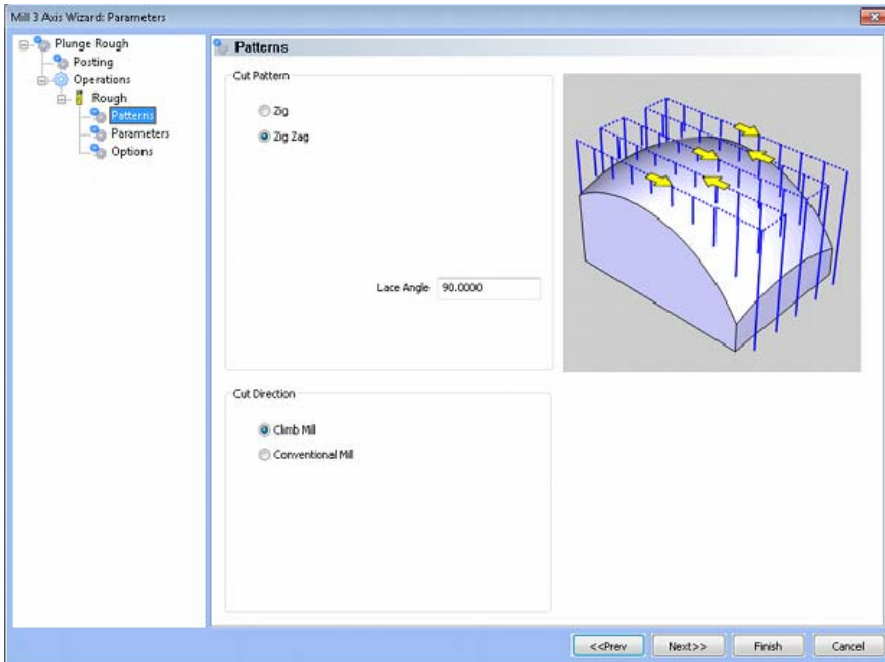 Mill 3 Axis Wizard: Parameters
Plunge Rough
Posting
Operations
Rough
Patterns
Parameters
Options
Patterns
Cut Pattern
Zig
Zig Zag
Lace Angle 90.0000
Cut Direction
Climb Mill
Conventional Mill
<<Prev Next>> Finish Cancel